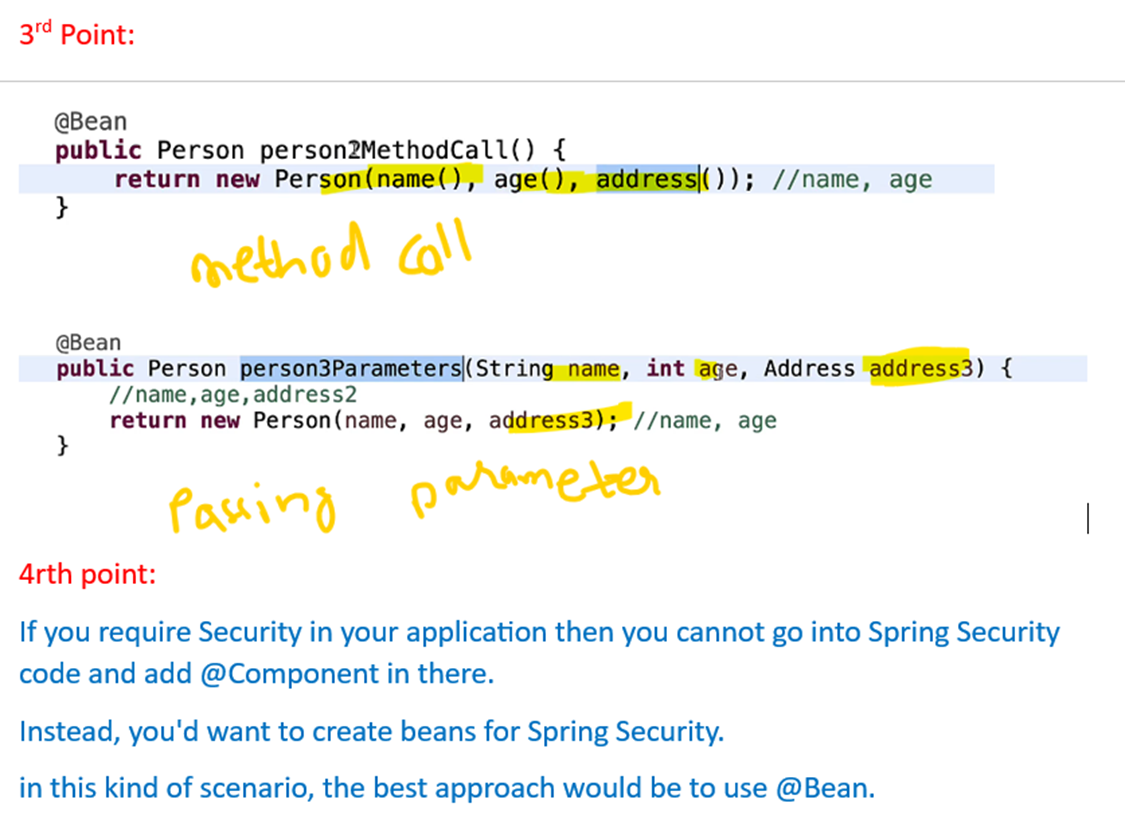 3rd Point:
@Bean
public Person person2MethodCall() {
return new Person(name(), age(), address()); //name, age
}
method call
@Bean
public Person person3Parameters(String name, int age, Address address3) {
//name,age,address2
return new Person(name, age, address3); //name, age
}
Passing parameter
4rth point:
If you require Security in your application then you cannot go into Spring Security
code and add @Component in there.
Instead, you'd want to create beans for Spring Security.
in this kind of scenario, the best approach would be to use @Bean.